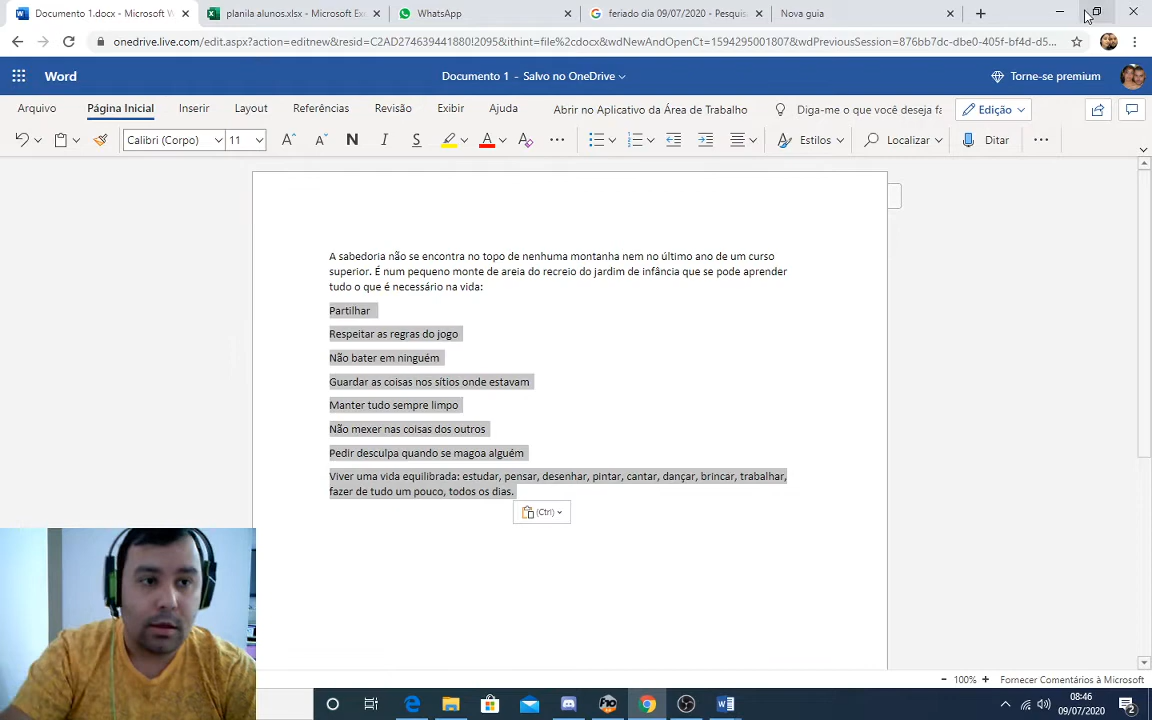 Documento 1.docx - Microsoft W
planila alunos.xlsx - Microsoft Ex
WhatsApp
feriado dia 09/07/2020 - Pesquis
Nova guia
onedrive.live.com/edit.aspx?action=editnew&resid=C2AD274639441880!2095&ithint=file%2cdocx&wdNewAndOpenCt=1594295001807&wdPreviousSession=876bb7dc-dbe0-405f-bf4d-d5...
Word
Documento 1 - Salvo no OneDrive
Torne-se premium
Arquivo
Página Inicial
Inserir
Layout
Referências
Revisão
Exibir
Ajuda
Abrir no Aplicativo da Área de Trabalho
Diga-me o que você deseja fa
Edição
Calibri (Corpo)
11
A
A
N
I
S
A
Estilos
Localizar
Ditar
A sabedoria não se encontra no topo de nenhuma montanha nem no último ano de um curso
superior. É num pequeno monte de areia do recreio do jardim de infância que se pode aprender
tudo o que é necessário na vida:
Partilhar
Respeitar as regras do jogo
Não bater em ninguém
Guardar as coisas nos sítios onde estavam
Manter tudo sempre limpo
Não mexer nas coisas dos outros
Pedir desculpa quando se magoa alguém
Viver uma vida equilibrada: estudar, pensar, desenhar, pintar, cantar, dançar, brincar, trabalhar,
fazer de tudo um pouco, todos os dias.
(Ctrl)
100%
Fornecer Comentários à Microsoft
08:46
09/07/2020
2